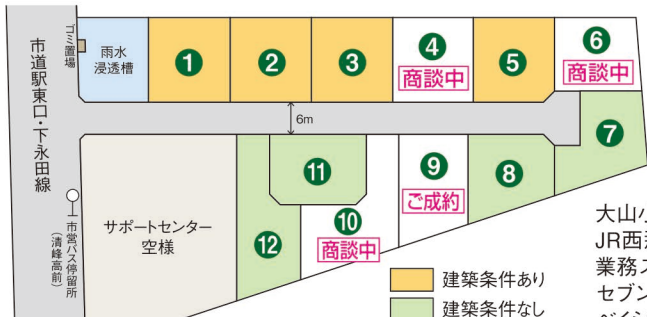 市道駅東口・下永田線
ゴミ置場
雨水
浸透槽
1
2
3
4
商談中
5
6
商談中
6m
7
8
9
ご成約
10
商談中
11
12
サポートセンター
空様
市営バス停留所
(清峰高前)
建築条件あり
建築条件なし
大山小
JR西
業務ス
セブン